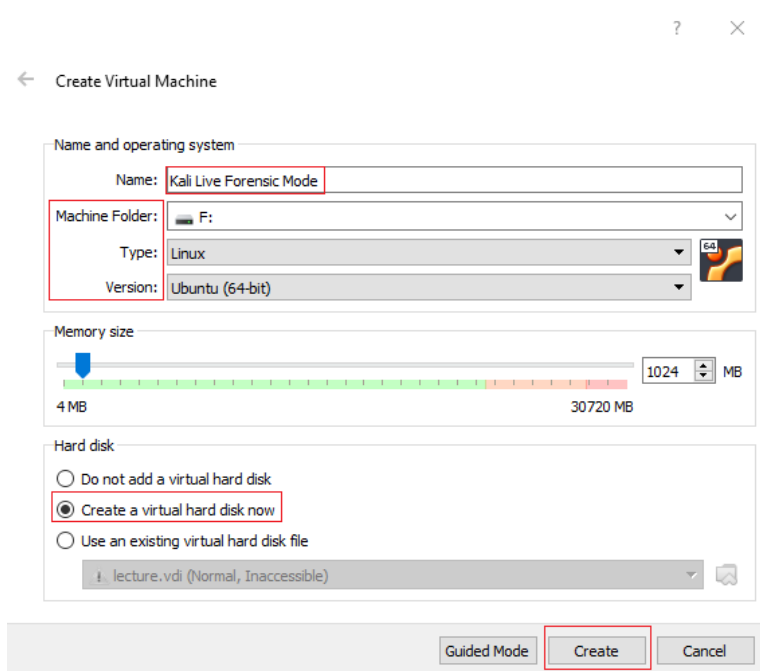 ?
Create Virtual Machine
Name and operating system
Name: Kali Live Forensic Mode
Machine Folder: F:
Type: Linux
64
Version: Ubuntu (64-bit)
Memory size
1024 MB
4 MB 30720 MB
Hard disk
Do not add a virtual hard disk
Create a virtual hard disk now
Use an existing virtual hard disk file
lecture.vdi (Normal, Inaccessible)
Guided Mode Create Cancel